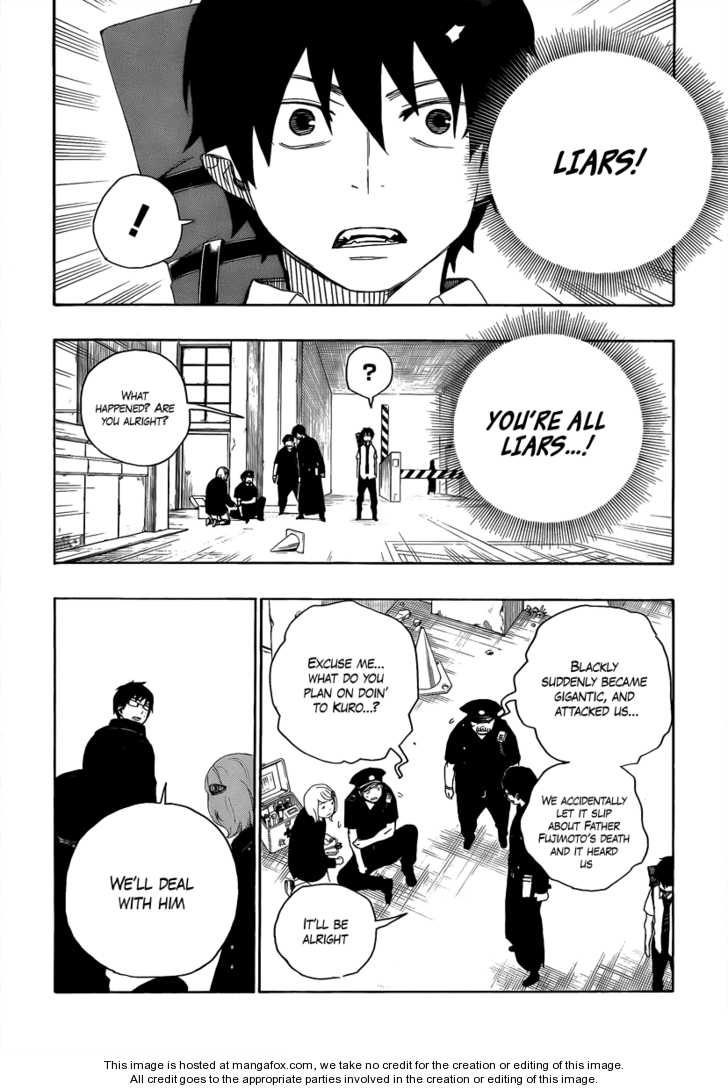 LIARS!
!
WHAT
HAPPENED? ARE
YOU ALRIGHT?
?
YOU'RE ALL
LIARS...!
BLACKLY
SUDDENLY BECAME
GIGANTIC, AND
ATTACKED US...
WE ACCIDENTALLY
LET IT SLIP
ABOUT FATHER
FUJIMOTO'S DEATH
AND IT HEARD
US
EXCUSE ME...
WHAT DO YOU
PLAN ON DOIN'
TO KURO...?
IT'LL BE
ALRIGHT
WE'LL DEAL
WITH HIM
This image is hosted at mangafox.com, we take no credit for the creation or editing of this image.
All credit goes to the appropriate parties involved in the creation or editing of these images.